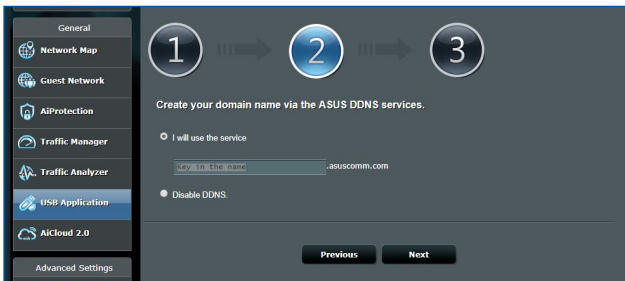 General
Network Map
Guest Network
AiProtection
Traffic Manager
Traffic Analyzer
USB Application
AiCloud 2.0
Advanced Settings
1 2 3
Create your domain name via the ASUS DDNS services.
I will use the service
Key in the name .asuscomm.com
Disable DDNS.
Previous Next